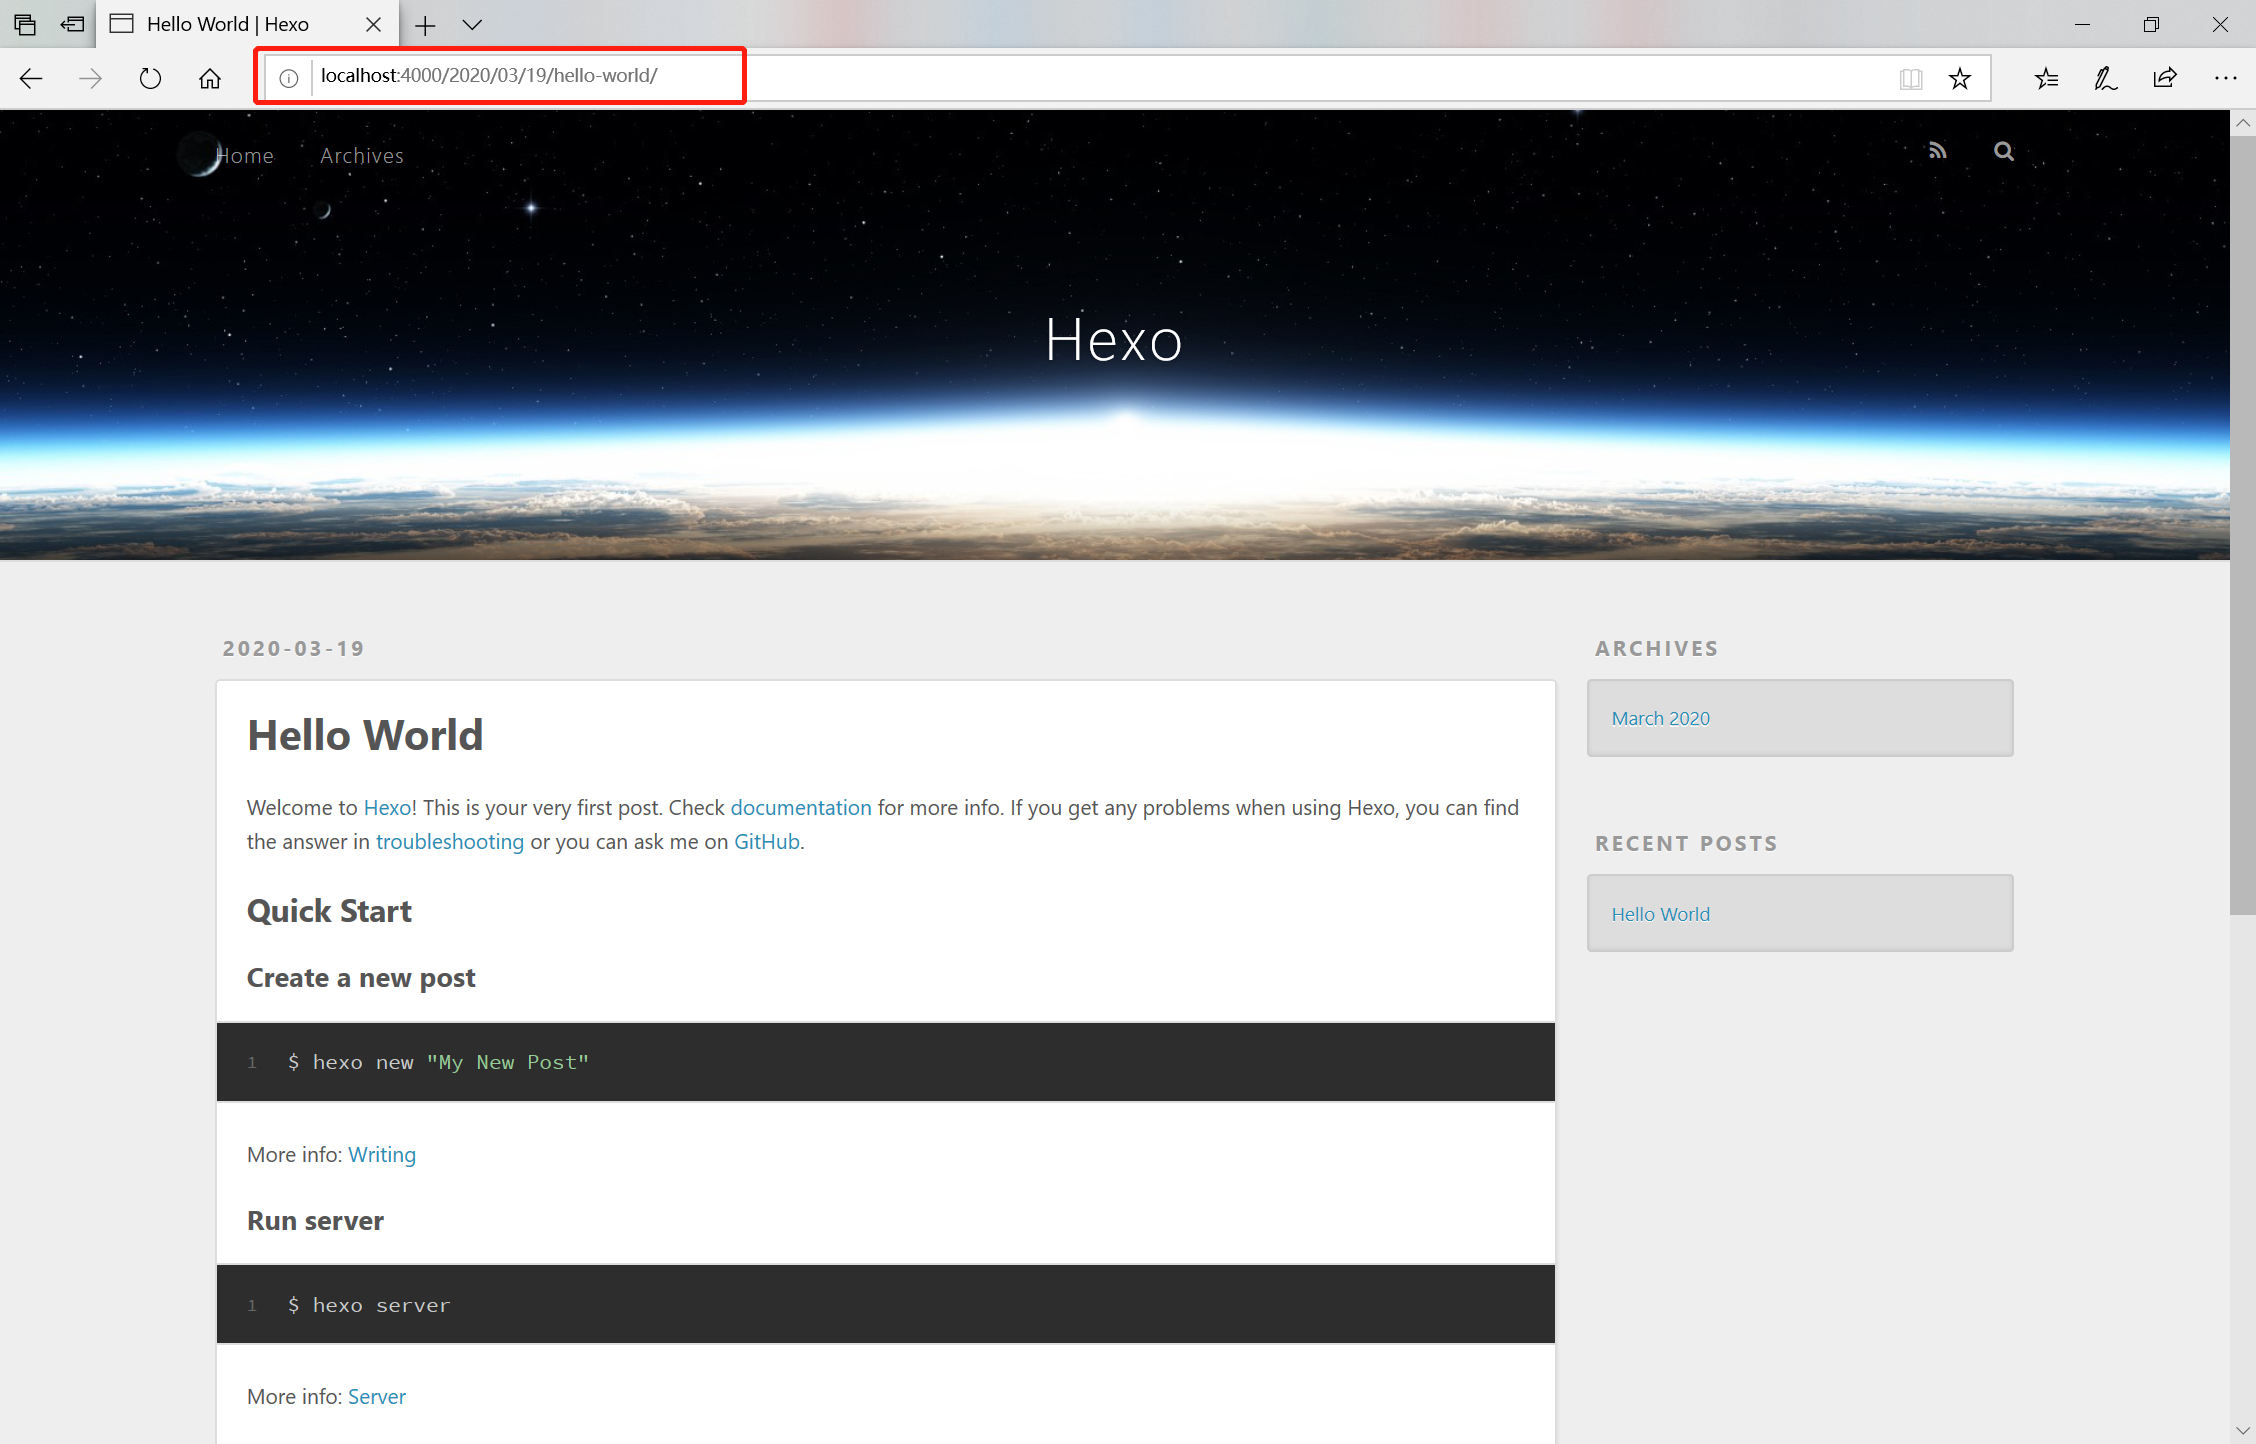 Hello World | Hexo
localhost:4000/2020/03/19/hello-world/
Home Archives
Hexo
2020-03-19
Hello World
Welcome to Hexo! This is your very first post. Check documentation for more info. If you get any problems when using Hexo, you can find
the answer in troubleshooting or you can ask me on GitHub.
Quick Start
Create a new post
1 $ hexo new "My New Post"
More info: Writing
Run server
1 $ hexo server
More info: Server
ARCHIVES
March 2020
RECENT POSTS
Hello World